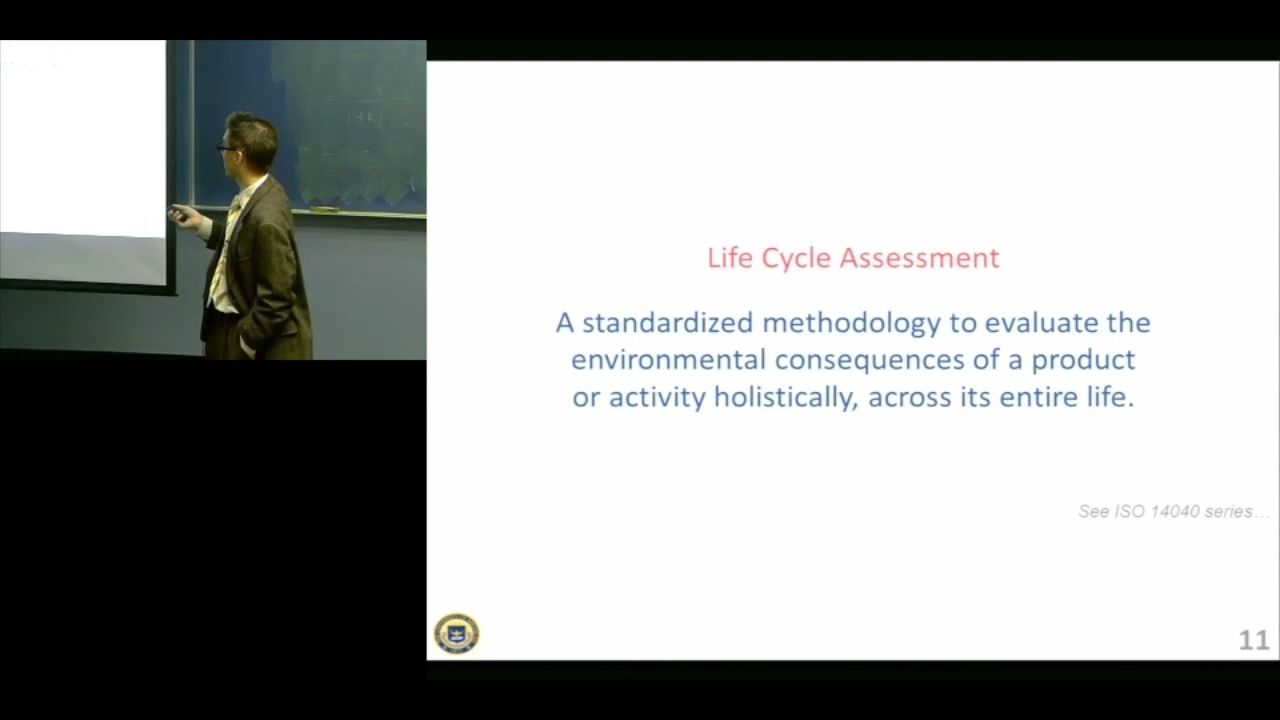 Life Cycle Assessment
A standardized methodology to evaluate the
environmental consequences of a product
or activity holistically, across its entire life.
See ISO 14040 series...
11